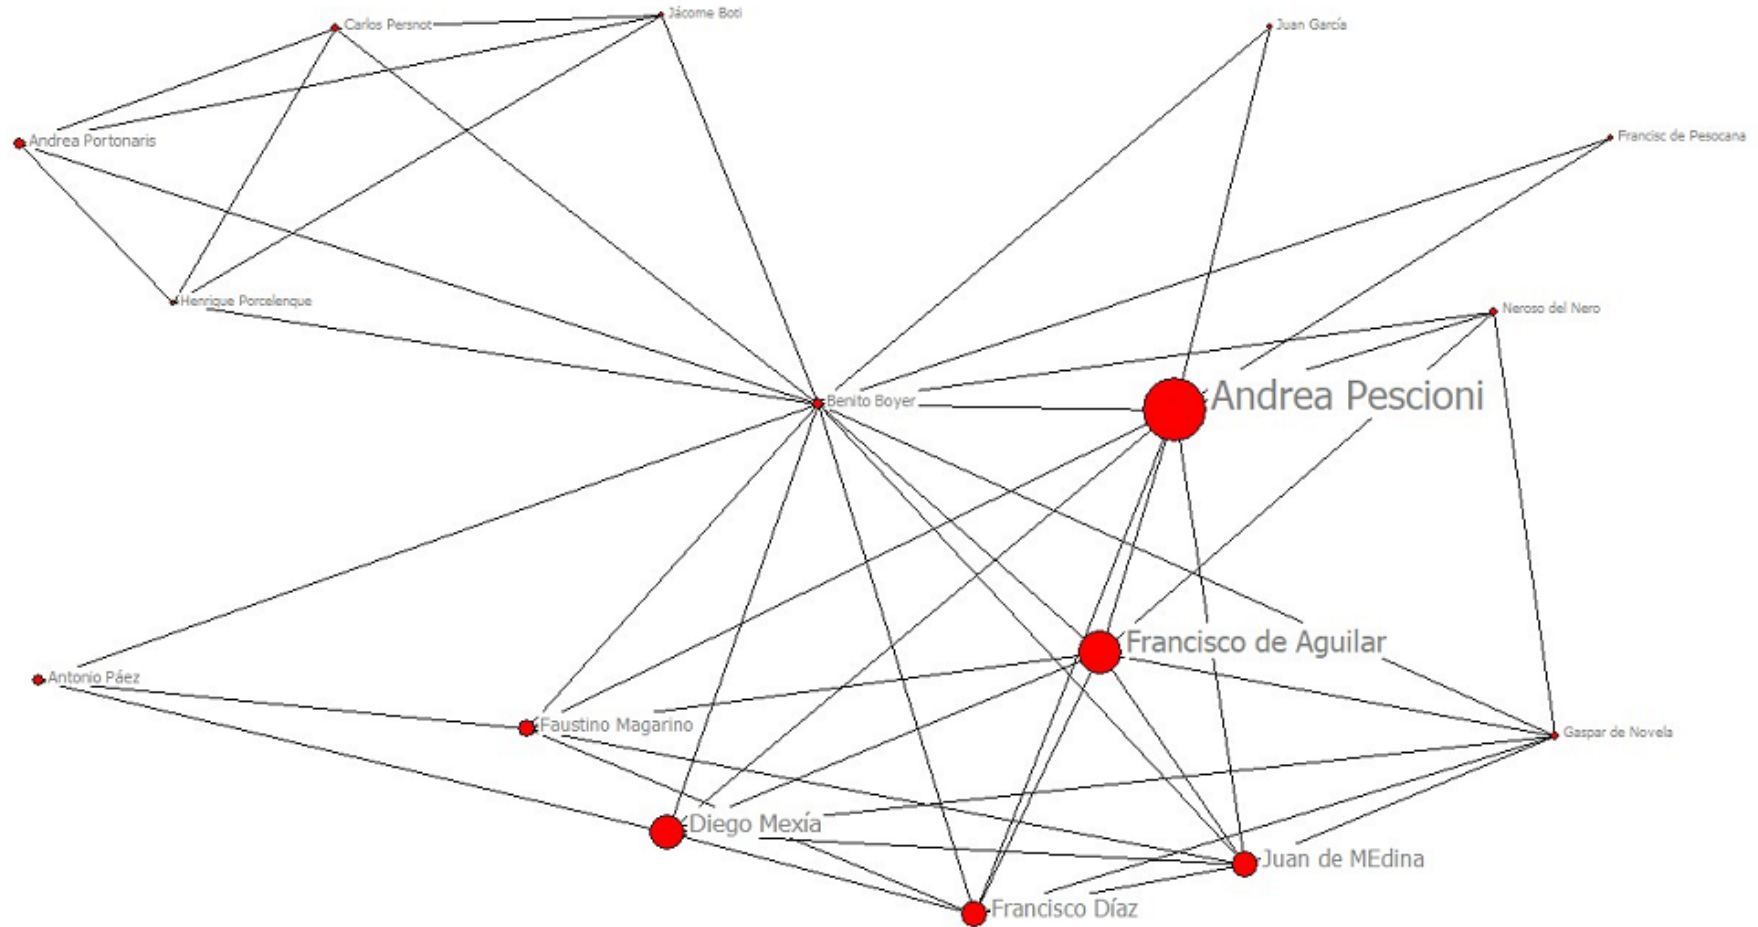 Jácome Boti
Carlos Persnot
Juan García
Francisc de Pesocana
Andrea Portonaris
Henrique Porcelenque
Neroso del Nero
Andrea Pescioni
Benito Boyer
Francisco de Aguilar
Antonio Páez
Faustino Magarino
Gaspar de Novela
Diego Mexía
Juan de MEdina
Francisco Díaz